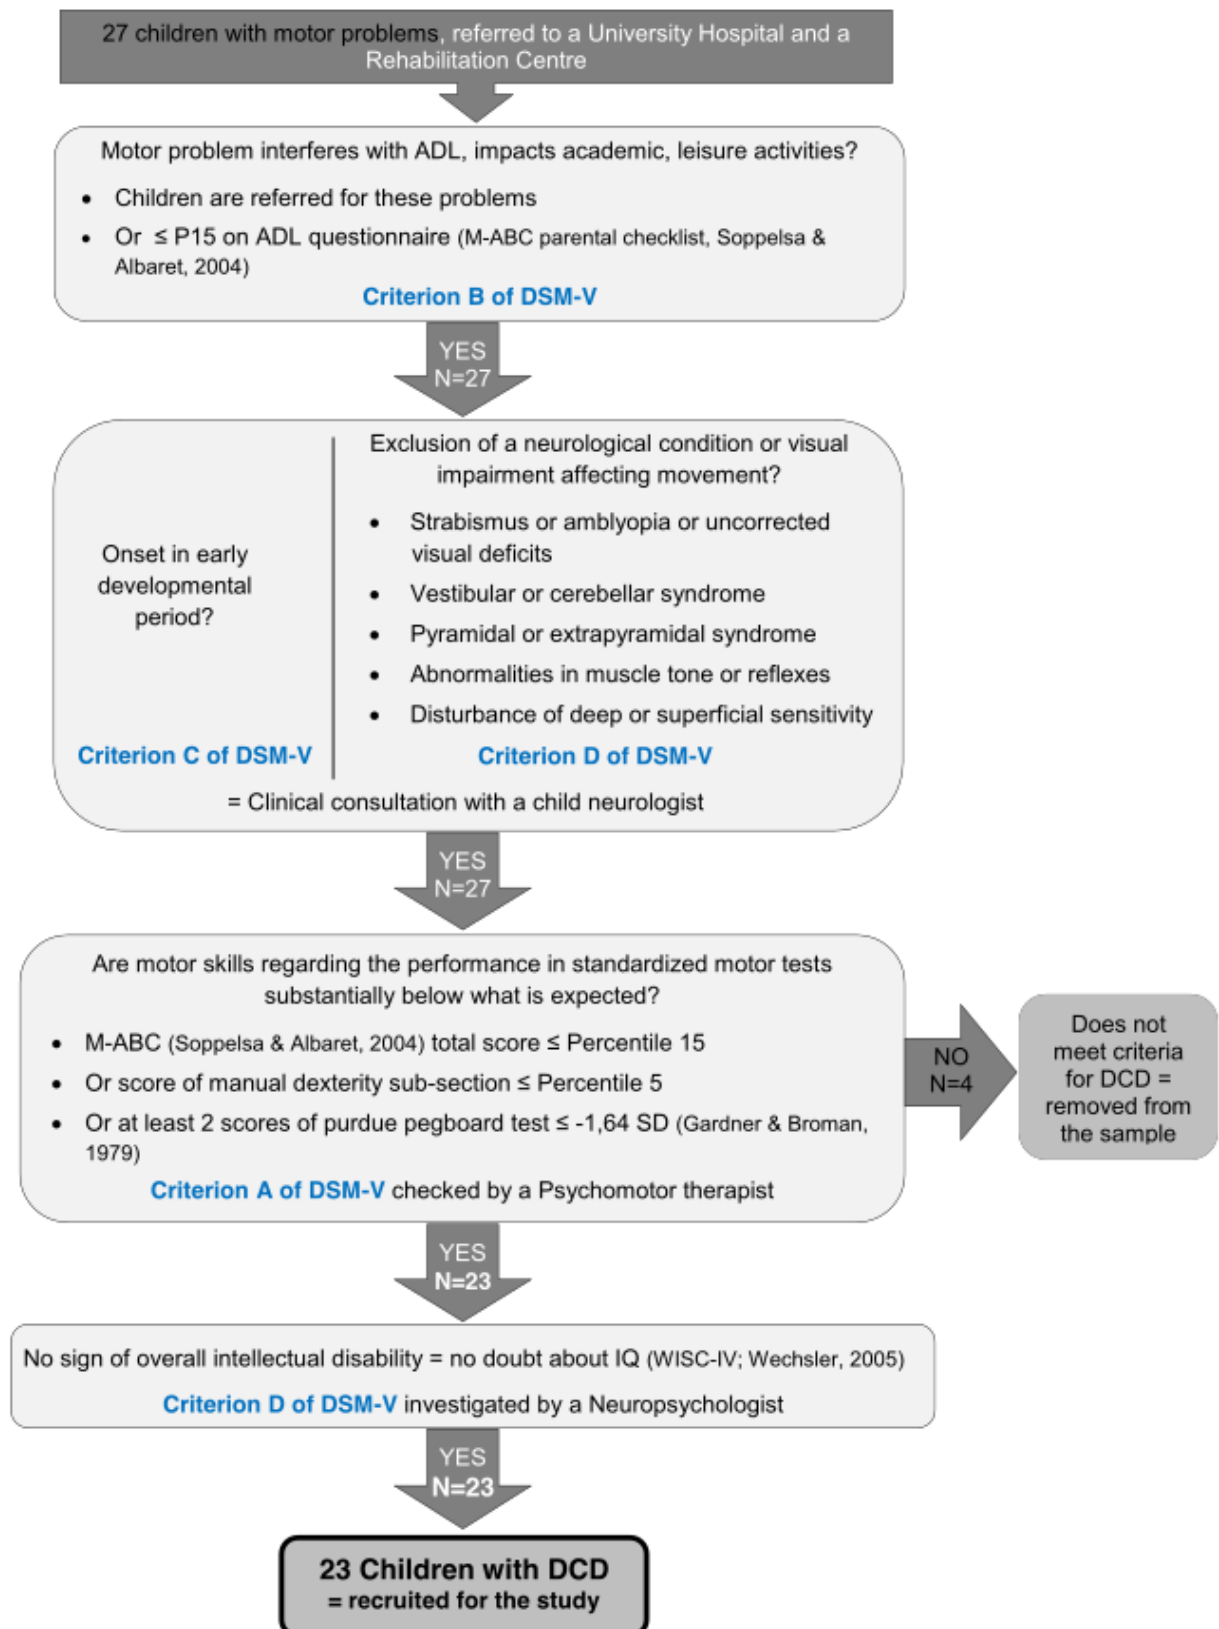 27 children with motor problems, referred to a University Hospital and a
Rehabilitation Centre
Motor problem interferes with ADL, impacts academic, leisure activities?
• Children are referred for these problems
• Or ≤ P15 on ADL questionnaire (M-ABC parental checklist, Soppelsa &
Albaret, 2004)
Criterion B of DSM-V
YES
N=27
Onset in early
developmental
period?
Criterion C of DSM-V
Exclusion of a neurological condition or visual
impairment affecting movement?
• Strabismus or amblyopia or uncorrected
visual deficits
• Vestibular or cerebellar syndrome
• Pyramidal or extrapyramidal syndrome
• Abnormalities in muscle tone or reflexes
• Disturbance of deep or superficial sensitivity
Criterion D of DSM-V
= Clinical consultation with a child neurologist
YES
N=27
Are motor skills regarding the performance in standardized motor tests
substantially below what is expected?
• M-ABC (Soppelsa & Albaret, 2004) total score ≤ Percentile 15
• Or score of manual dexterity sub-section ≤ Percentile 5
• Or at least 2 scores of purdue pegboard test ≤ -1,64 SD (Gardner & Broman,
1979)
Criterion A of DSM-V checked by a Psychomotor therapist
NO
N=4
Does not
meet criteria
for DCD =
removed from
the sample
YES
N=23
No sign of overall intellectual disability = no doubt about IQ (WISC-IV; Wechsler, 2005)
Criterion D of DSM-V investigated by a Neuropsychologist
YES
N=23
23 Children with DCD
= recruited for the study